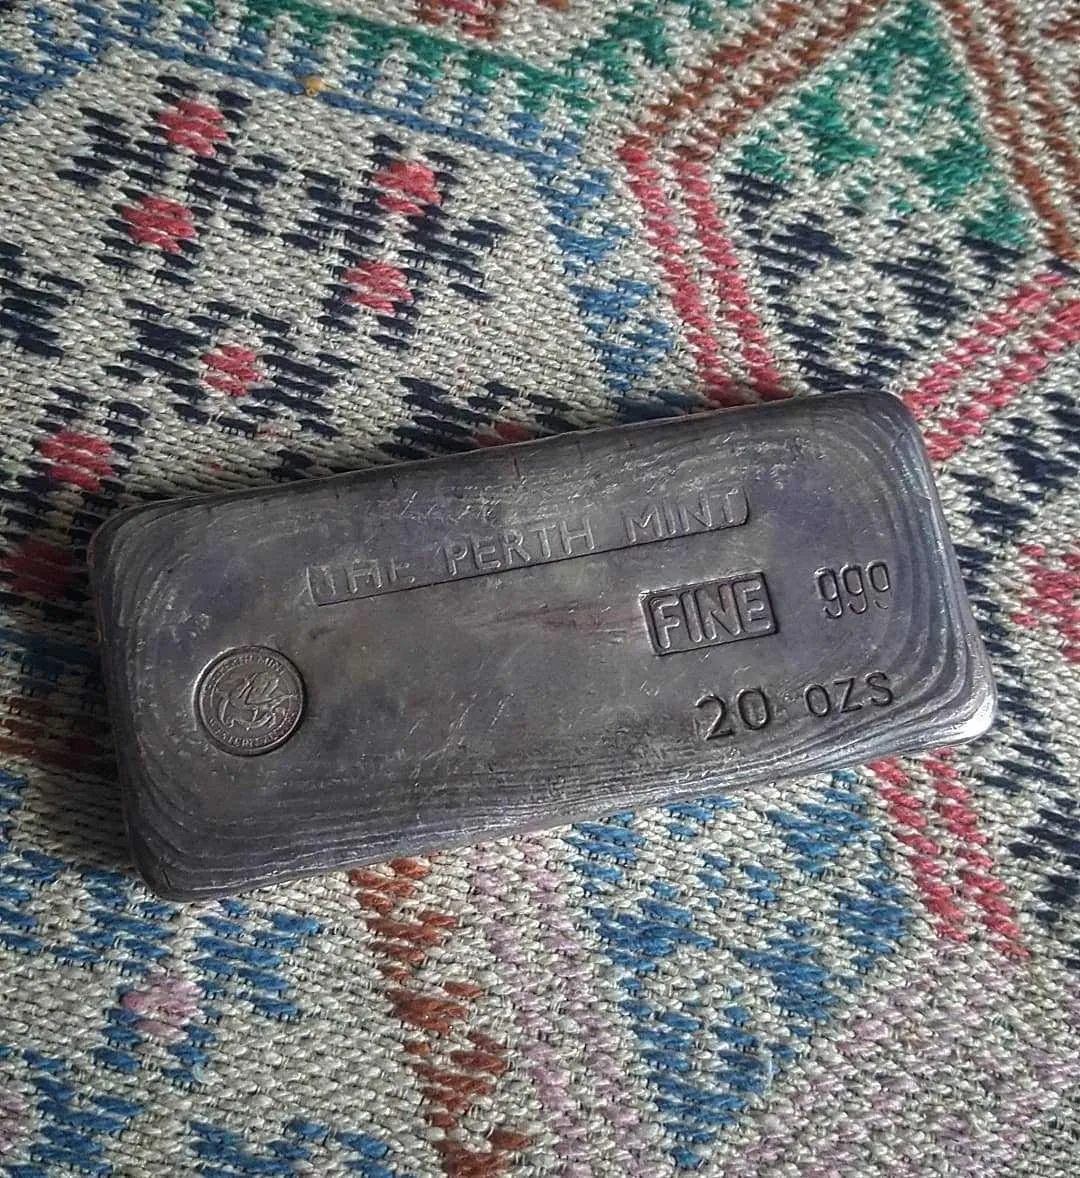 THE PERTH MINT
FINE 999
20 OZS